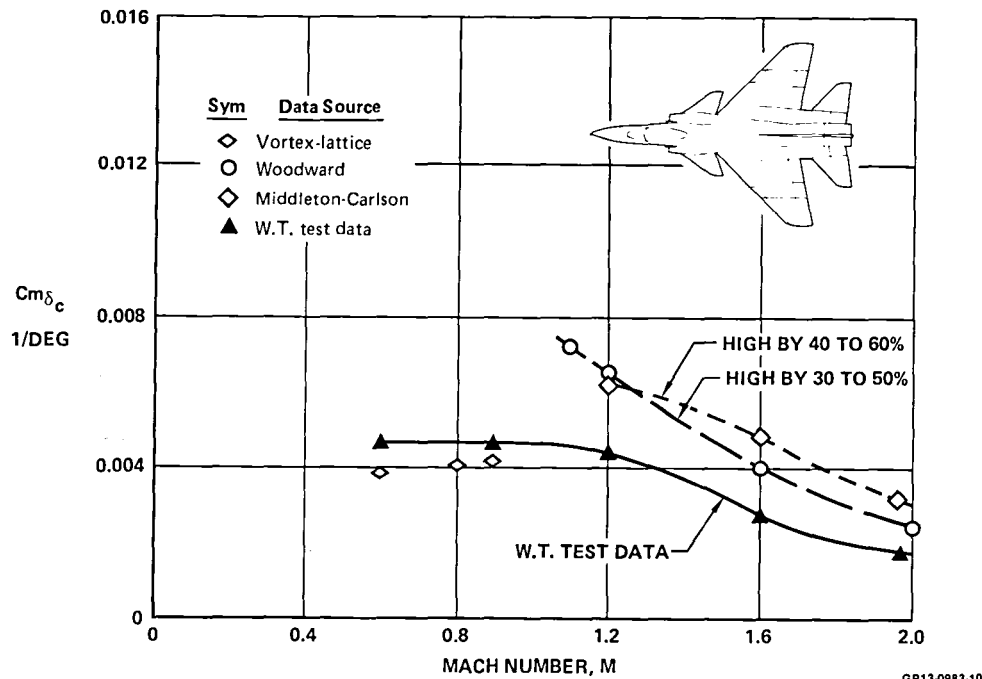 0.016
Sym Data Source
Vortex-lattice
Woodward
Middleton-Carlson
W.T. test data
0.012
Cmδc
1/DEG
0.008
HIGH BY 40 TO 60%
HIGH BY 30 TO 50%
0.004
W.T. TEST DATA
0
0 0.4 0.8 1.2 1.6 2.0
MACH NUMBER, M
GP13-0983-10